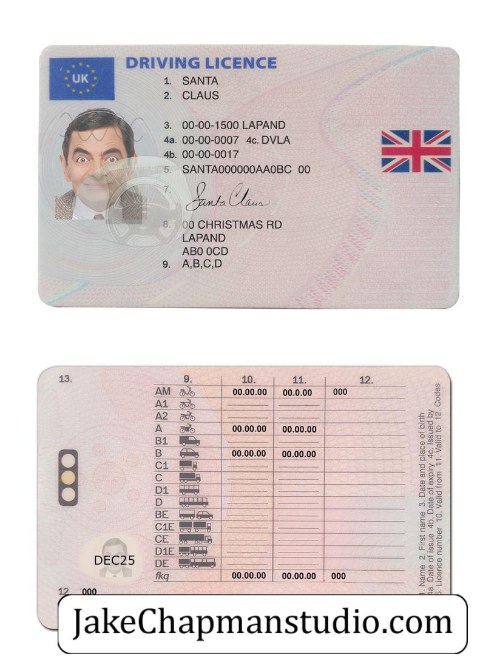 DRIVING LICENCE
UK
1. SANTA
2. CLAUS
3. 00-00-1500 LAPAND
4a. 00-00-0007 4c. DVLA
4b. 00-00-0017
5. SANTA000000AA0BC 00
7. Santa Claus
8. 00 CHRISTMAS RD
LAPAND
AB0 0CD
9. A,B,C,D
13. 9. 10. 11. 12.
AM 00.00.00 00.0.00 000
A1
A2
A 00.00.00 00.00.00
B1
B 00.00.00 00.00.00
C1
C
D1
D
BE
C1E
CE
D1E
DE
fkq 00.00.00 00.00.00 000
DEC25
12 000
Name 2. First name 3. Date and place of birth
4a. Date of issue 4b. Date of expiry 4c. Issued by
5. Licence number 10. Valid from 11. Valid to 12. Codes
JakeChapmanstudio.com